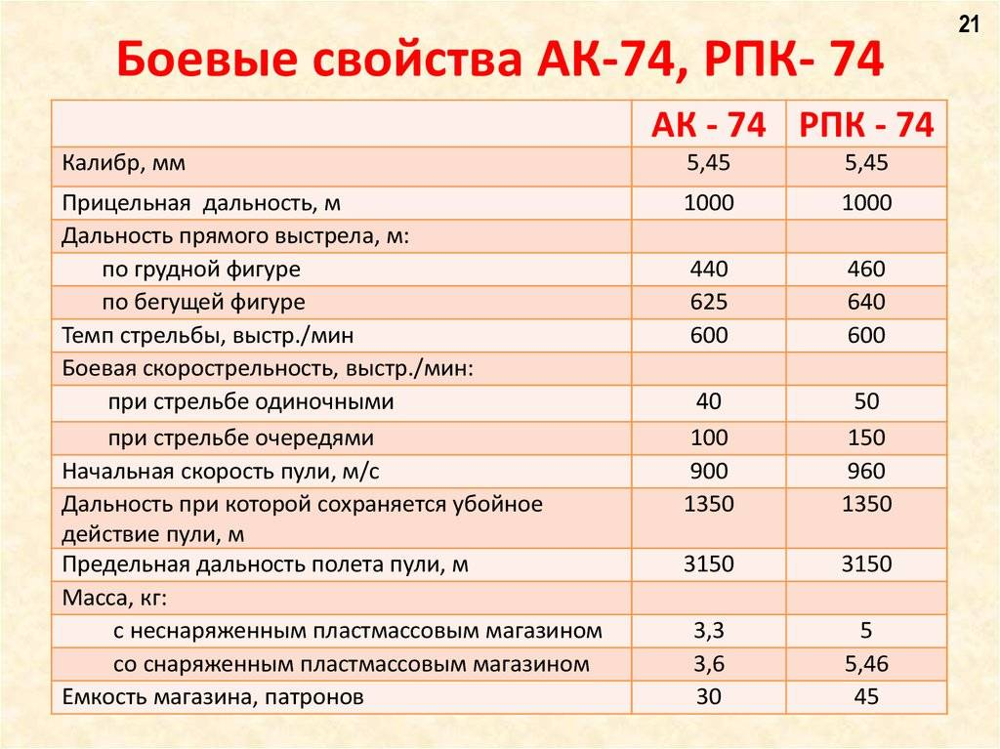 21
Боевые свойства АК-74, РПК- 74
АК - 74 РПК - 74
Калибр, мм 5,45 5,45
Прицельная дальность, м 1000 1000
Дальность прямого выстрела, м:
по грудной фигуре 440 460
по бегущей фигуре 625 640
Темп стрельбы, выстр./мин 600 600
Боевая скорострельность, выстр./мин:
при стрельбе одиночными 40 50
при стрельбе очередями 100 150
Начальная скорость пули, м/с 900 960
Дальность при которой сохраняется убойное 1350 1350
действие пули, м
Предельная дальность полета пули, м 3150 3150
Масса, кг:
с неснаряженным пластмассовым магазином 3,3 5
со снаряженным пластмассовым магазином 3,6 5,46
Емкость магазина, патронов 30 45